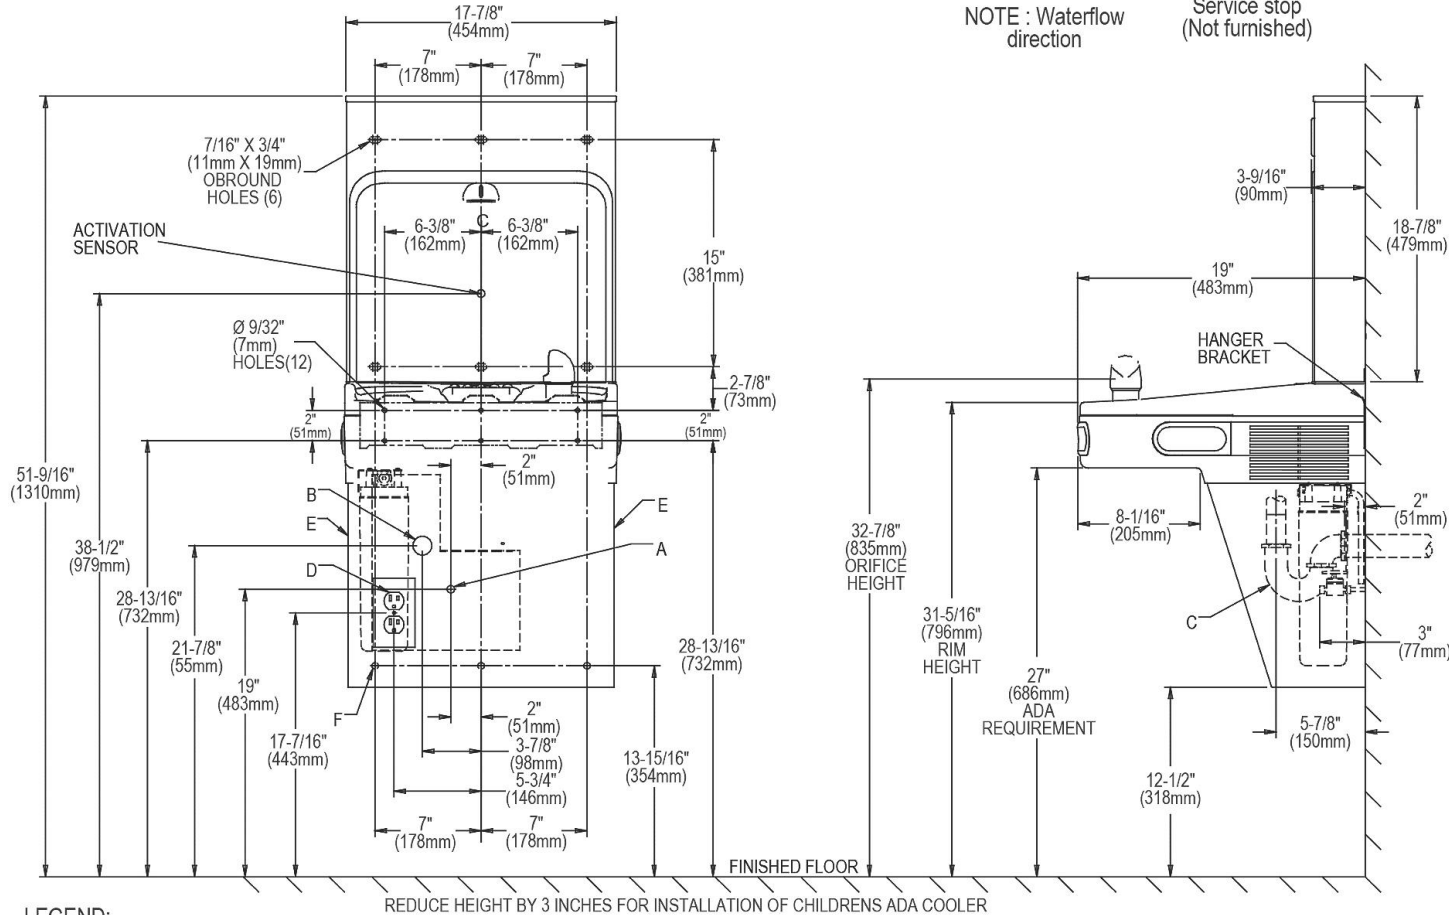 17-7/8"
(454mm)
7"
(178mm)
7"
(178mm)
NOTE : Waterflow
direction
Service stop
(Not furnished)
7/16" X 3/4"
(11mm X 19mm)
OBROUND
HOLES (6)
ACTIVATION
SENSOR
C
6-3/8"
(162mm)
6-3/8"
(162mm)
15"
(381mm)
Ø 9/32"
(7mm)
HOLES(12)
2-7/8"
(73mm)
2"
(51mm)
2"
(51mm)
2"
(51mm)
51-9/16"
(1310mm)
38-1/2"
(979mm)
28-13/16"
(732mm)
21-7/8"
(55mm)
19"
(483mm)
17-7/16"
(443mm)
B
E
D
F
E
A
2"
(51mm)
3-7/8"
(98mm)
5-3/4"
(146mm)
7"
(178mm)
7"
(178mm)
28-13/16"
(732mm)
13-15/16"
(354mm)
3-9/16"
(90mm)
18-7/8"
(479mm)
19"
(483mm)
HANGER
BRACKET
8-1/16"
(205mm)
2"
(51mm)
32-7/8"
(835mm)
ORIFICE
HEIGHT
31-5/16"
(796mm)
RIM
HEIGHT
27"
(686mm)
ADA
REQUIREMENT
C
3"
(77mm)
5-7/8"
(150mm)
12-1/2"
(318mm)
FINISHED FLOOR
REDUCE HEIGHT BY 3 INCHES FOR INSTALLATION OF CHILDRENS ADA COOLER
LEGEND: